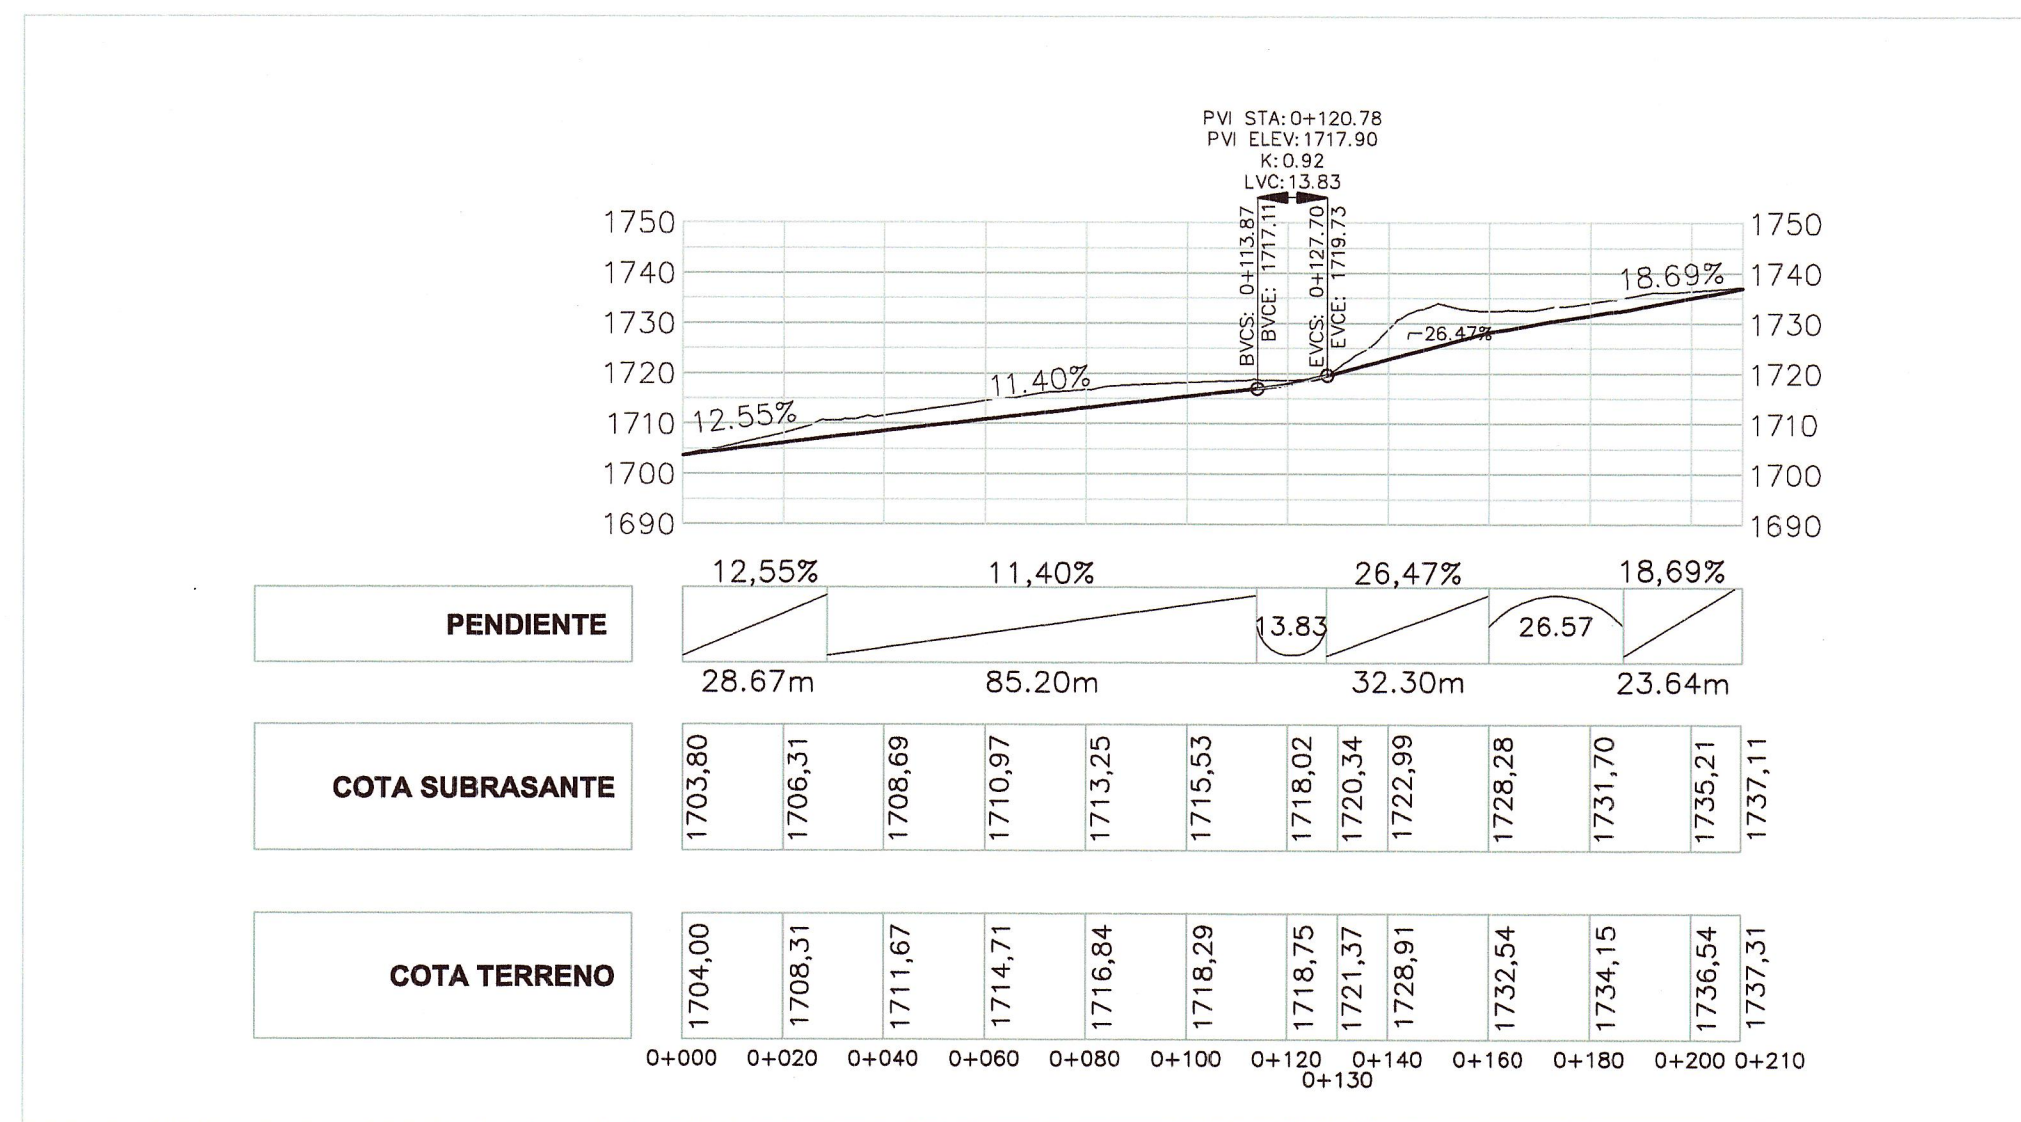 PVI STA:0+120.78
PVI ELEV:1717.90
K:0.92
LVC:13.83
BVCS: 0+113.87
BVCE: 1717.11
EVCS: 0+127.70
EVCE: 1719.73
1750
1740
1730
1720
1710
1700
1690
1750
1740
1730
1720
1710
1700
1690
12.55%
11.40%
26.47%
18.69%
12,55% 11,40% 26,47% 18,69%
PENDIENTE
13.83 26.57
28.67m 85.20m 32.30m 23.64m
COTA SUBRASANTE
1703,80 1706,31 1708,69 1710,97 1713,25 1715,53 1718,02 1720,34 1722,99 1728,28 1731,70 1735,21 1737,11
COTA TERRENO
1704,00 1708,31 1711,67 1714,71 1716,84 1718,29 1718,75 1721,37 1728,91 1732,54 1734,15 1736,54 1737,31
0+000 0+020 0+040 0+060 0+080 0+100 0+120 0+140 0+160 0+180 0+200 0+210
0+130